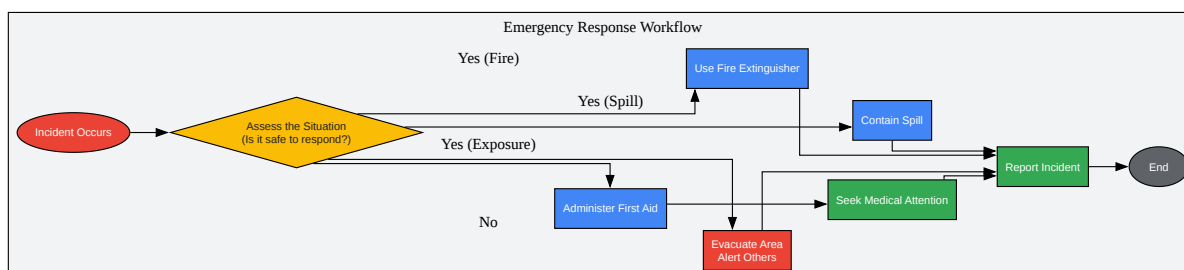 Emergency Response Workflow
Yes (Fire)
Use Fire Extinguisher
Yes (Spill)
Incident Occurs
Assess the Situation
(Is it safe to respond?)
Contain Spill
Yes (Exposure)
Report Incident
End
Administer First Aid
Seek Medical Attention
No
Evacuate Area
Alert Others